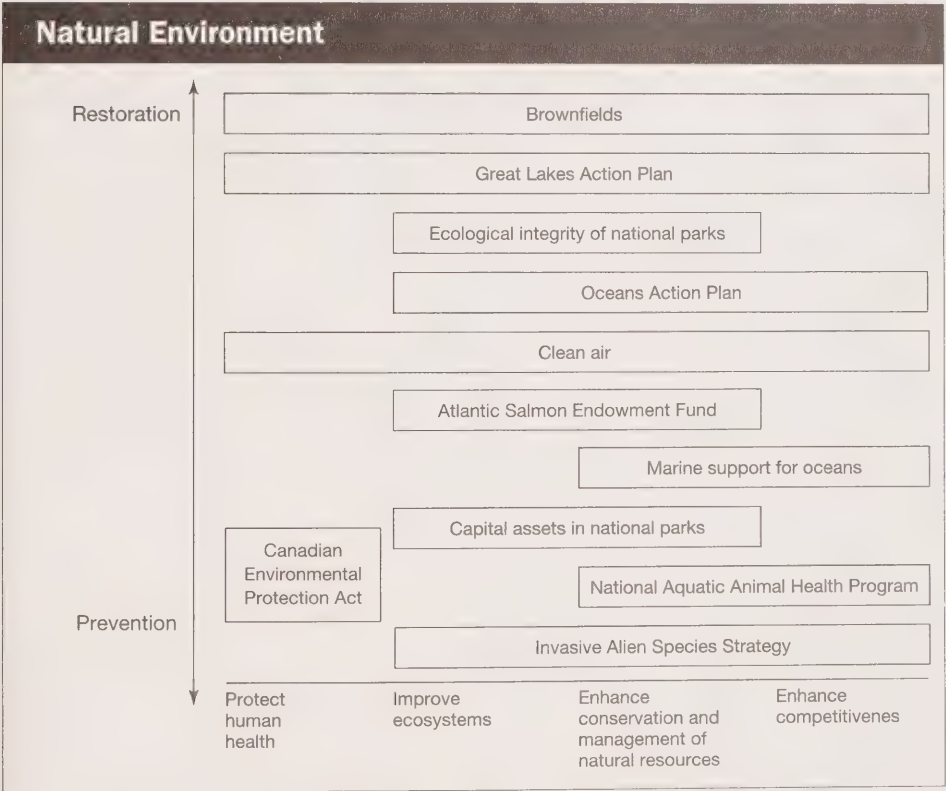 Natural Environment
Restoration
Brownfields
Great Lakes Action Plan
Ecological integrity of national parks
Oceans Action Plan
Clean air
Atlantic Salmon Endowment Fund
Marine support for oceans
Capital assets in national parks
Canadian
Environmental
Protection Act
National Aquatic Animal Health Program
Prevention
Invasive Alien Species Strategy
Protect
human
health
Improve
ecosystems
Enhance
conservation and
management of
natural resources
Enhance
competitivenes